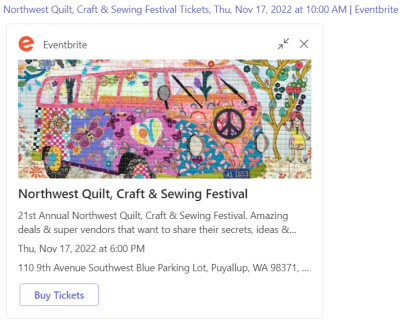 Northwest Quilt, Craft & Sewing Festival Tickets, Thu, Nov 17, 2022 at 10:00 AM | Eventbrite
Eventbrite
Northwest Quilt, Craft & Sewing Festival
21st Annual Northwest Quilt, Craft & Sewing Festival. Amazing
deals & super vendors that want to share their secrets, ideas &...
Thu, Nov 17, 2022 at 6:00 PM
110 9th Avenue Southwest Blue Parking Lot, Puyallup, WA 98371, ...
Buy Tickets